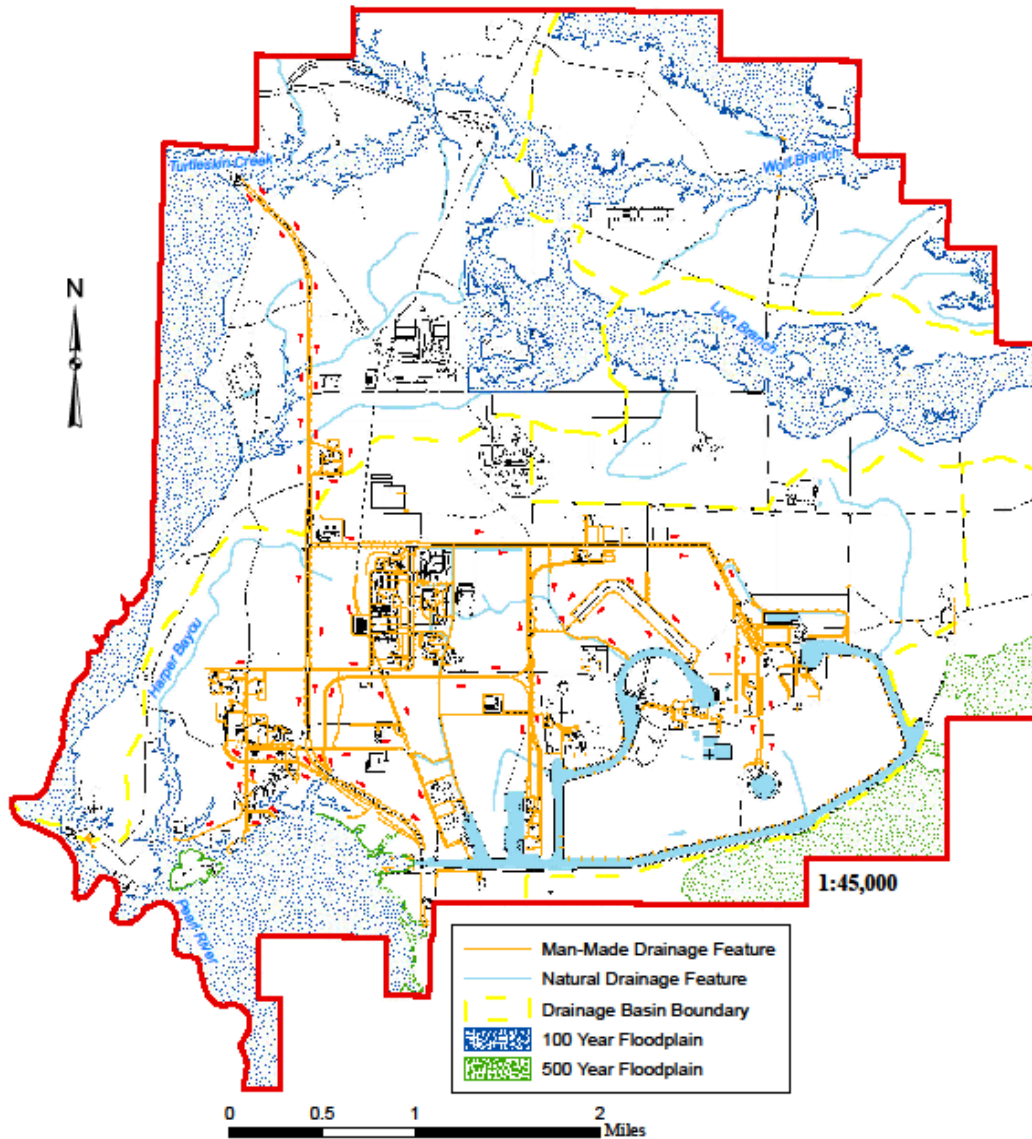 Turtleskin Creek
Wolf Branch
N
Lion Branch
Harper Bayou
Pearl River
1:45,000
Man-Made Drainage Feature
Natural Drainage Feature
Drainage Basin Boundary
100 Year Floodplain
500 Year Floodplain
0 0.5 1 2
Miles